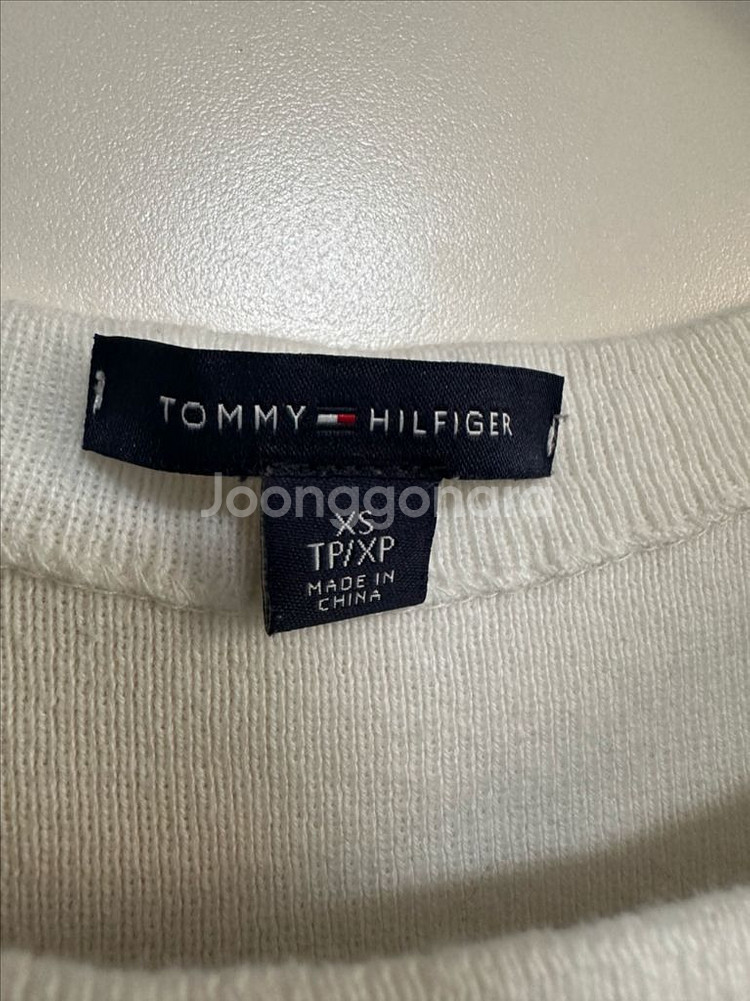 TOMMY HILFIGER
Joonggonara
XS
TP/XP
MADE IN
CHINA